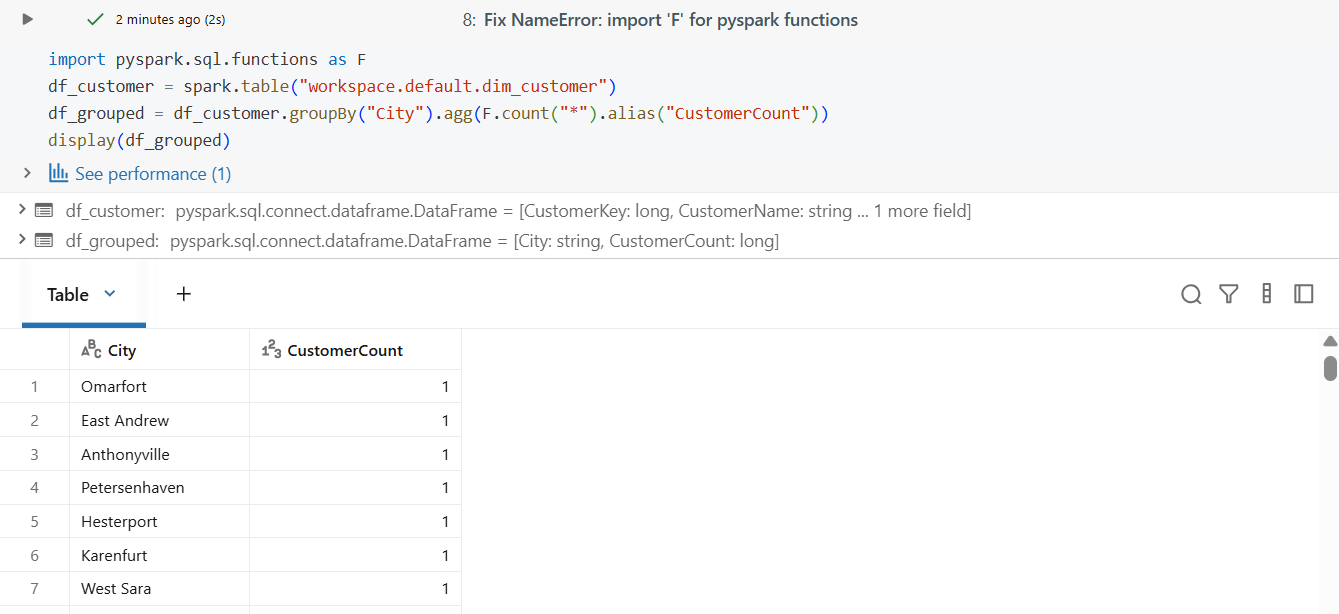 2 minutes ago (2s)
8: Fix NameError: import 'F' for pyspark functions
import pyspark.sql.functions as F
df_customer = spark.table("workspace.default.dim_customer")
df_grouped = df_customer.groupBy("City").agg(F.count("*").alias("CustomerCount"))
display(df_grouped)
See performance (1)
df_customer: pyspark.sql.connect.dataframe.DataFrame = [CustomerKey: long, CustomerName: string ... 1 more field]
df_grouped: pyspark.sql.connect.dataframe.DataFrame = [City: string, CustomerCount: long]
Table +
ABC City 123 CustomerCount
1 Omarfort 1
2 East Andrew 1
3 Anthonyville 1
4 Petersenhaven 1
5 Hesterport 1
6 Karenfurt 1
7 West Sara 1